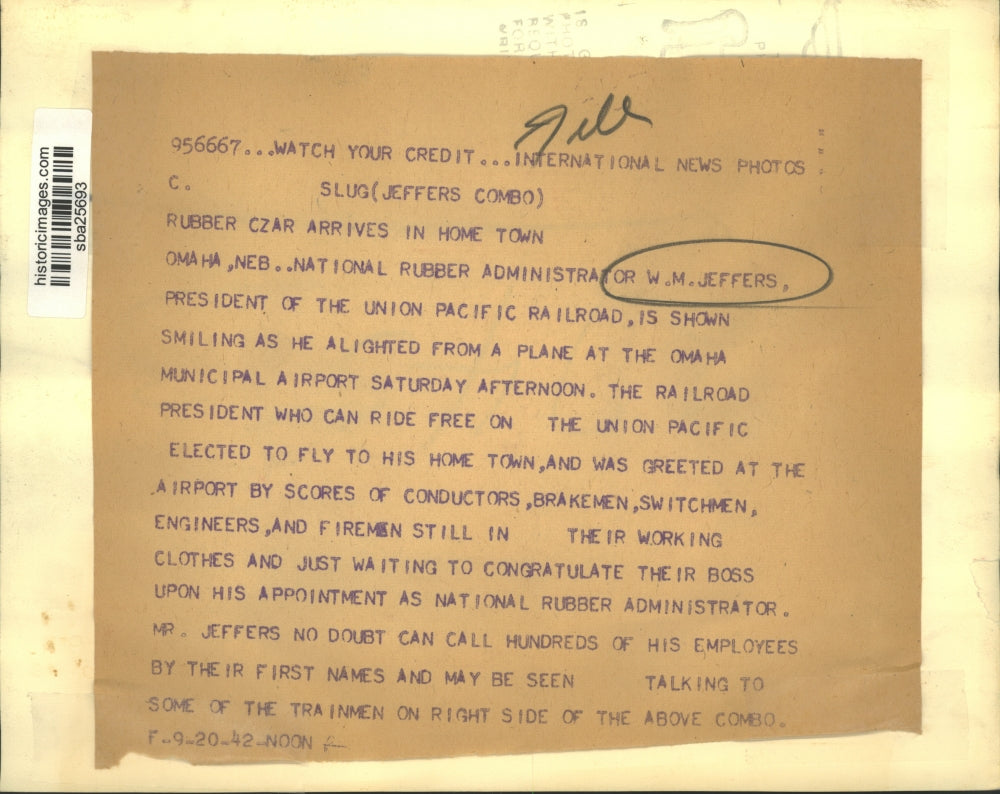 historicimages.com
sba25693
File
956667...WATCH YOUR CREDIT...INTERNATIONAL NEWS PHOTOS
C. SLUG(JEFFERS COMBO)
RUBBER CZAR ARRIVES IN HOME TOWN
OMAHA,NEB..NATIONAL RUBBER ADMINISTRATOR W.M.JEFFERS,
PRESIDENT OF THE UNION PACIFIC RAILROAD,IS SHOWN
SMILING AS HE ALIGHTED FROM A PLANE AT THE OMAHA
MUNICIPAL AIRPORT SATURDAY AFTERNOON. THE RAILROAD
PRESIDENT WHO CAN RIDE FREE ON THE UNION PACIFIC
ELECTED TO FLY TO HIS HOME TOWN,AND WAS GREETED AT THE
AIRPORT BY SCORES OF CONDUCTORS,BRAKEMEN,SWITCHMEN,
ENGINEERS,AND FIREMEN STILL IN THEIR WORKING
CLOTHES AND JUST WAITING TO CONGRATULATE THEIR BOSS
UPON HIS APPOINTMENT AS NATIONAL RUBBER ADMINISTRATOR.
MR. JEFFERS NO DOUBT CAN CALL HUNDREDS OF HIS EMPLOYEES
BY THEIR FIRST NAMES AND MAY BE SEEN TALKING TO
SOME OF THE TRAINMEN ON RIGHT SIDE OF THE ABOVE COMBO.
F-9-20-42-NOON